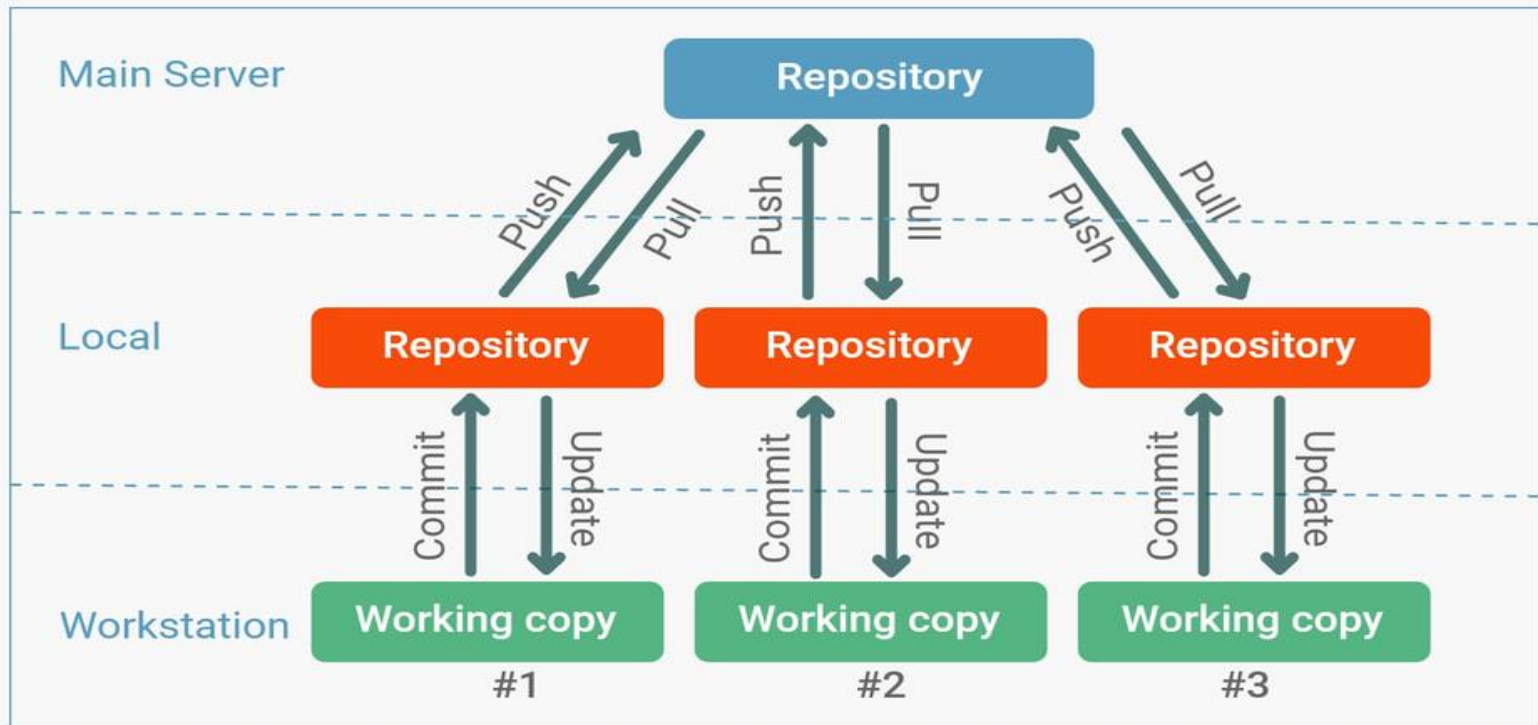 Main Server
Repository
Push
Pull
Push
Pull
Push
Pull
Local
Repository
Repository
Repository
Commit
Update
Commit
Update
Commit
Update
Workstation
Working copy
Working copy
Working copy
#1
#2
#3